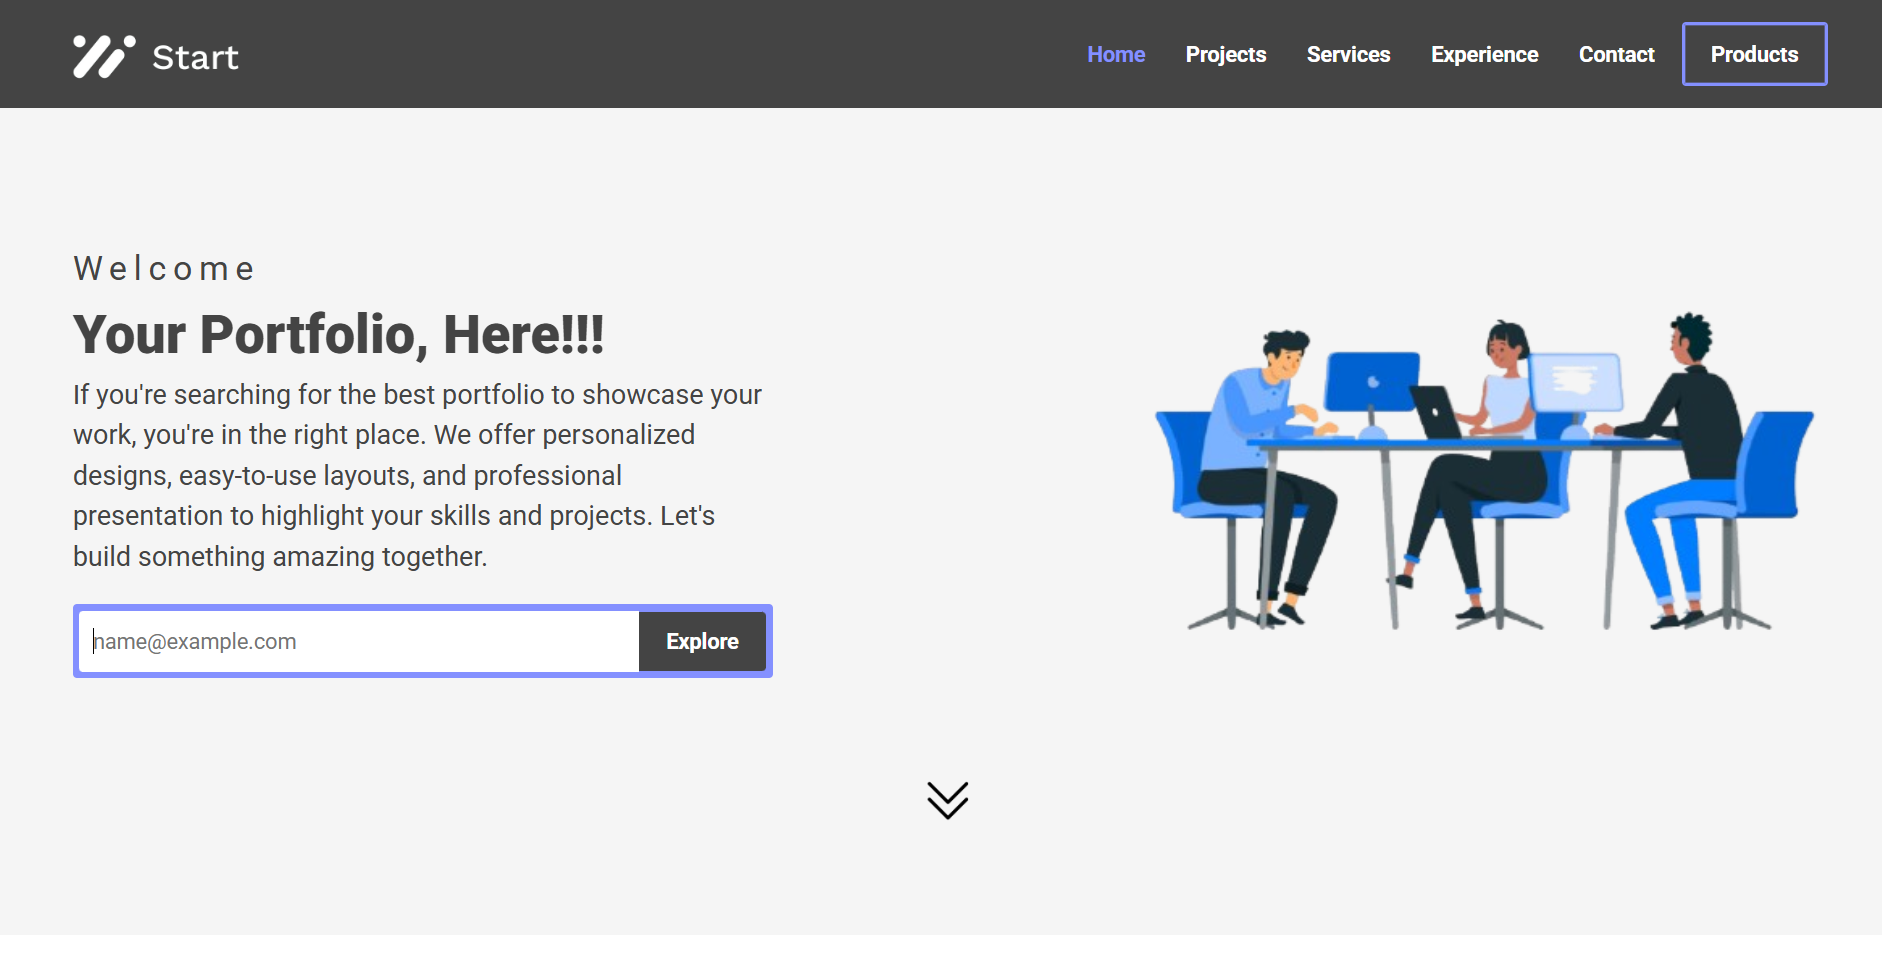 Start
Home Projects Services Experience Contact Products
Welcome
Your Portfolio, Here!!!
If you're searching for the best portfolio to showcase your
work, you're in the right place. We offer personalized
designs, easy-to-use layouts, and professional
presentation to highlight your skills and projects. Let's
build something amazing together.
name@example.com Explore